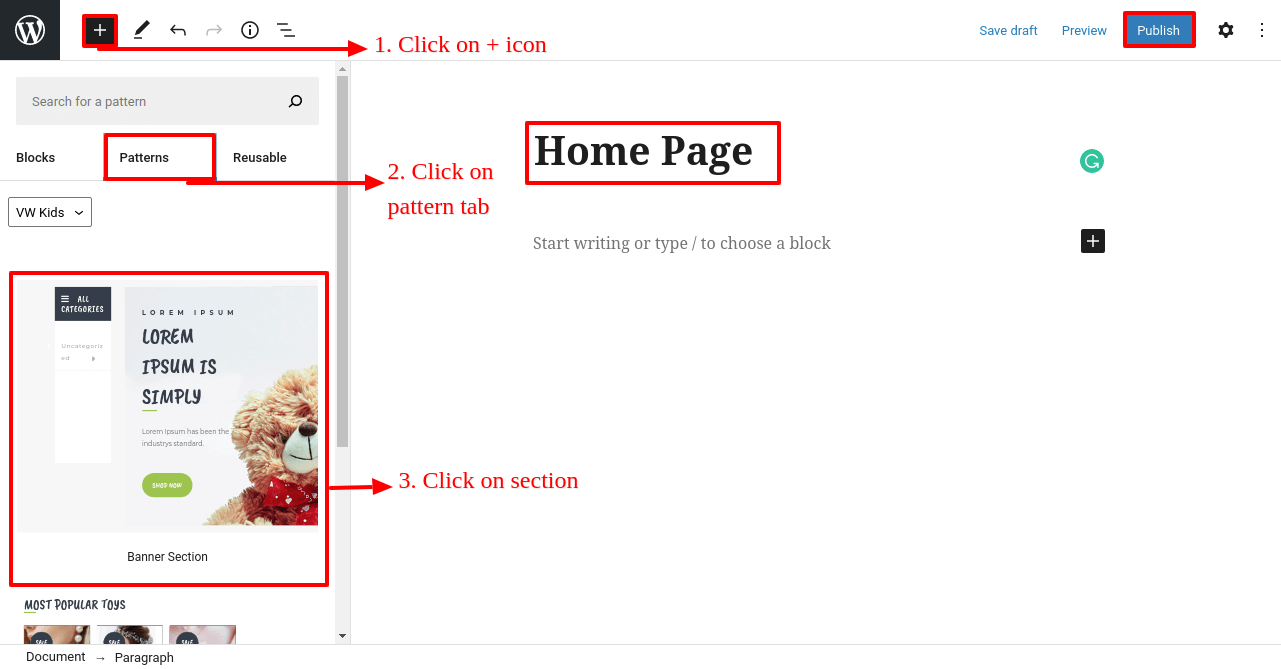 1. Click on + icon
Save draft
Preview
Publish
Search for a pattern
Blocks
Patterns
Reusable
2. Click on
pattern tab
Home Page
VW Kids
Start writing or type / to choose a block
ALL
CATEGORIES
Uncategoriz
ed
LOREM IPSUM
LOREM
IPSUM IS
SIMPLY
Lorem Ipsum has been the
industrys standard.
SHOP NOW
3. Click on section
Banner Section
MOST POPULAR TOYS
SALE
SALE
SALE
Document → Paragraph